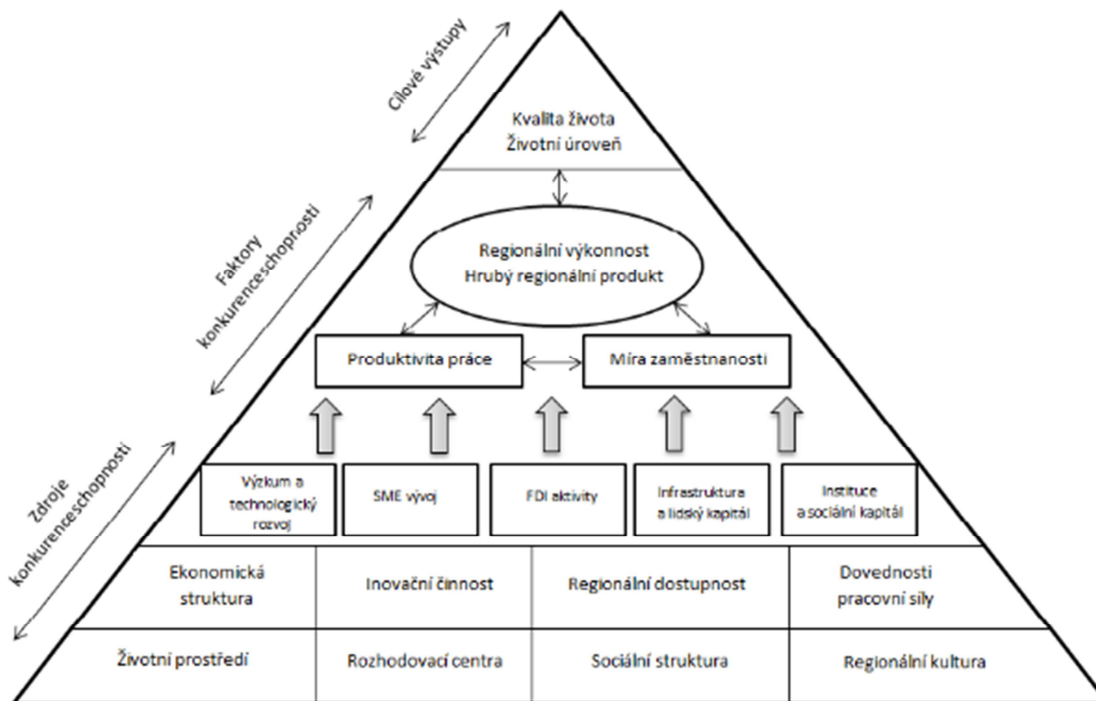 Cílové výstupy
Kvalita života
Životní úroveň
Faktory
konkurenceschopnosti
Regionální výkonnost
Hrubý regionální produkt
Produktivita práce
Míra zaměstnanosti
Zdroje
konkurenceschopnosti
Výzkum a
technologický
rozvoj
SME vývoj
FDI aktivity
Infrastruktura
a lidský kapitál
Instituce
a sociální kapitál
Ekonomická
struktura
Inovační činnost
Regionální dostupnost
Dovednosti
pracovní síly
Životní prostředí
Rozhodovací centra
Sociální struktura
Regionální kultura